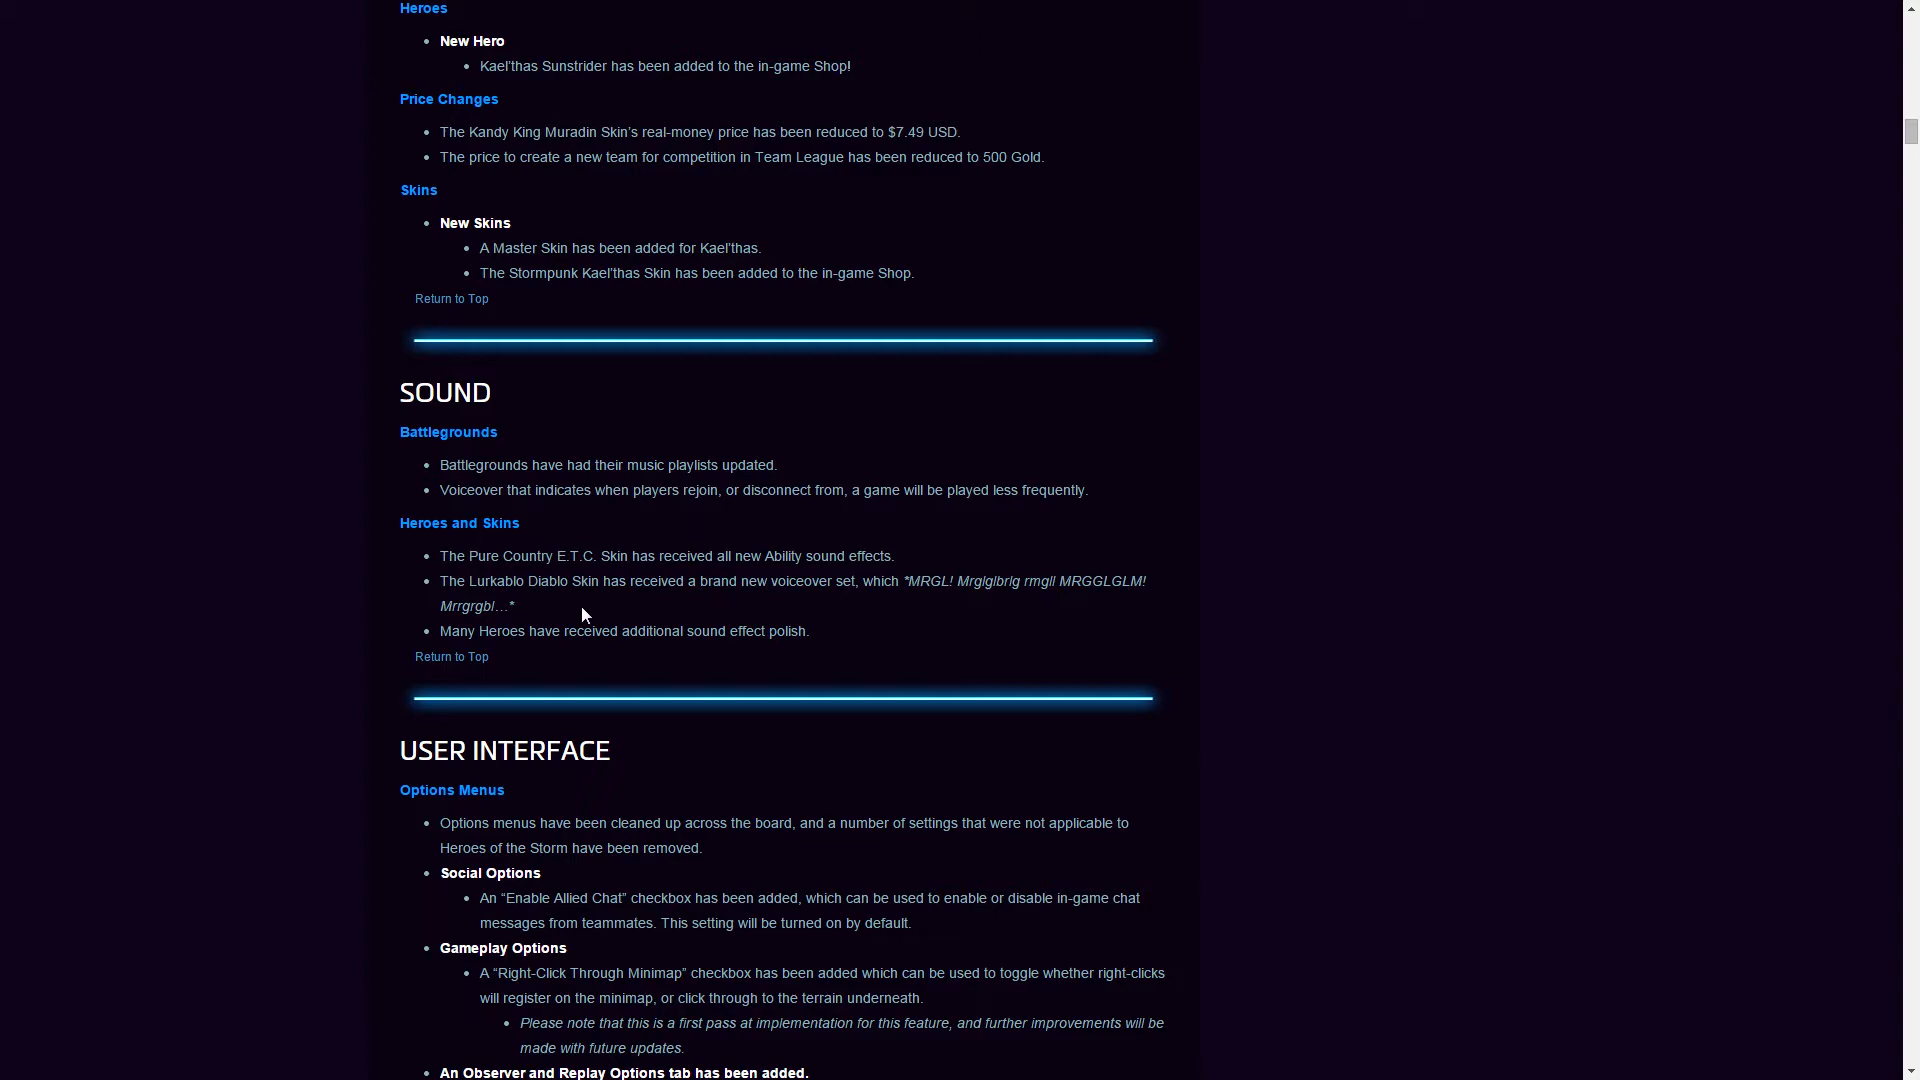 Heroes
New Hero
Kael'thas Sunstrider has been added to the in-game Shop!
Price Changes
The Kandy King Muradin Skin's real-money price has been reduced to $7.49 USD.
The price to create a new team for competition in Team League has been reduced to 500 Gold.
Skins
New Skins
A Master Skin has been added for Kael'thas.
The Stormpunk Kael'thas Skin has been added to the in-game Shop.
Return to Top
SOUND
Battlegrounds
Battlegrounds have had their music playlists updated.
Voiceover that indicates when players rejoin, or disconnect from, a game will be played less frequently.
Heroes and Skins
The Pure Country E.T.C. Skin has received all new Ability sound effects.
The Lurkablo Diablo Skin has received a brand new voiceover set, which *MRGL! Mrglglbrlg rmgll MRGGLGLM!
Mrrgrgbl…*
Many Heroes have received additional sound effect polish.
Return to Top
USER INTERFACE
Options Menus
Options menus have been cleaned up across the board, and a number of settings that were not applicable to
Heroes of the Storm have been removed.
Social Options
An “Enable Allied Chat” checkbox has been added, which can be used to enable or disable in-game chat
messages from teammates. This setting will be turned on by default.
Gameplay Options
A “Right-Click Through Minimap” checkbox has been added which can be used to toggle whether right-clicks
will register on the minimap, or click through to the terrain underneath.
Please note that this is a first pass at implementation for this feature, and further improvements will be
made with future updates.
An Observer and Replay Options tab has been added.